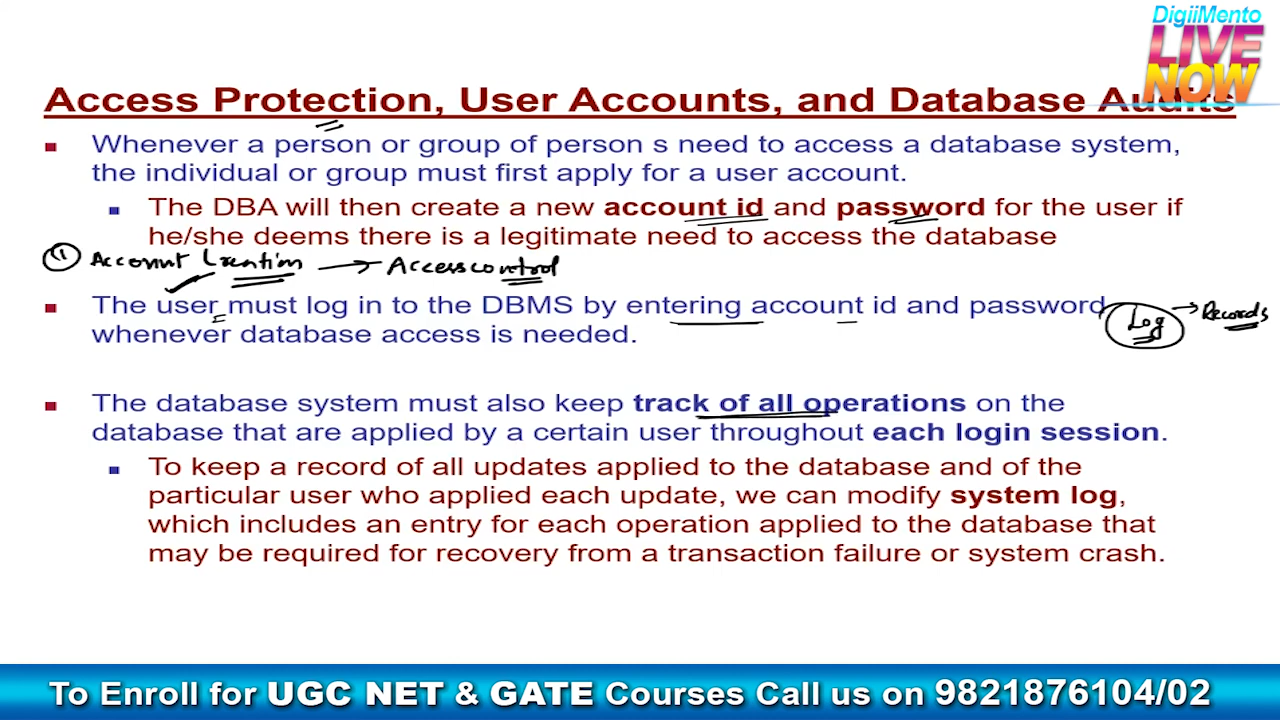 DigiiMento
LIVE
NOW
Access Protection, User Accounts, and Database Audits
Whenever a person or group of person s need to access a database system,
the individual or group must first apply for a user account.
The DBA will then create a new account id and password for the user if
he/she deems there is a legitimate need to access the database
(1) Account Creation → Access control
The user must log in to the DBMS by entering account id and password
whenever database access is needed.
Log → Records
The database system must also keep track of all operations on the
database that are applied by a certain user throughout each login session.
To keep a record of all updates applied to the database and of the
particular user who applied each update, we can modify system log,
which includes an entry for each operation applied to the database that
may be required for recovery from a transaction failure or system crash.
To Enroll for UGC NET & GATE Courses Call us on 9821876104/02